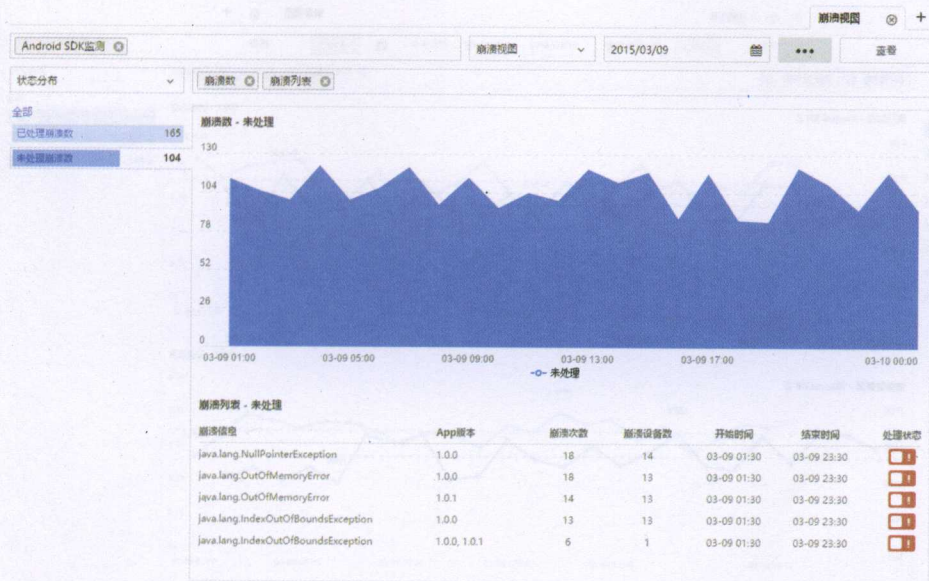 崩溃视图
Android SDK监测 崩溃视图 2015/03/09 ••• 查看
状态分布 崩溃数 崩溃列表
全部
已处理崩溃数 165
未处理崩溃数 104
崩溃数 - 未处理
130
104
78
52
26
0
03-09 01:00 03-09 05:00 03-09 09:00 03-09 13:00 03-09 17:00 03-10 00:00
未处理
崩溃列表 - 未处理
崩溃信息 App版本 崩溃次数 崩溃设备数 开始时间 结束时间 处理状态
java.lang.NullPointerException 1.0.0 18 14 03-09 01:30 03-09 23:30
java.lang.OutOfMemoryError 1.0.0 18 13 03-09 01:30 03-09 23:30
java.lang.OutOfMemoryError 1.0.1 14 13 03-09 01:30 03-09 23:30
java.lang.IndexOutOfBoundsException 1.0.0 13 13 03-09 01:30 03-09 23:30
java.lang.IndexOutOfBoundsException 1.0.0, 1.0.1 6 1 03-09 01:30 03-09 23:30